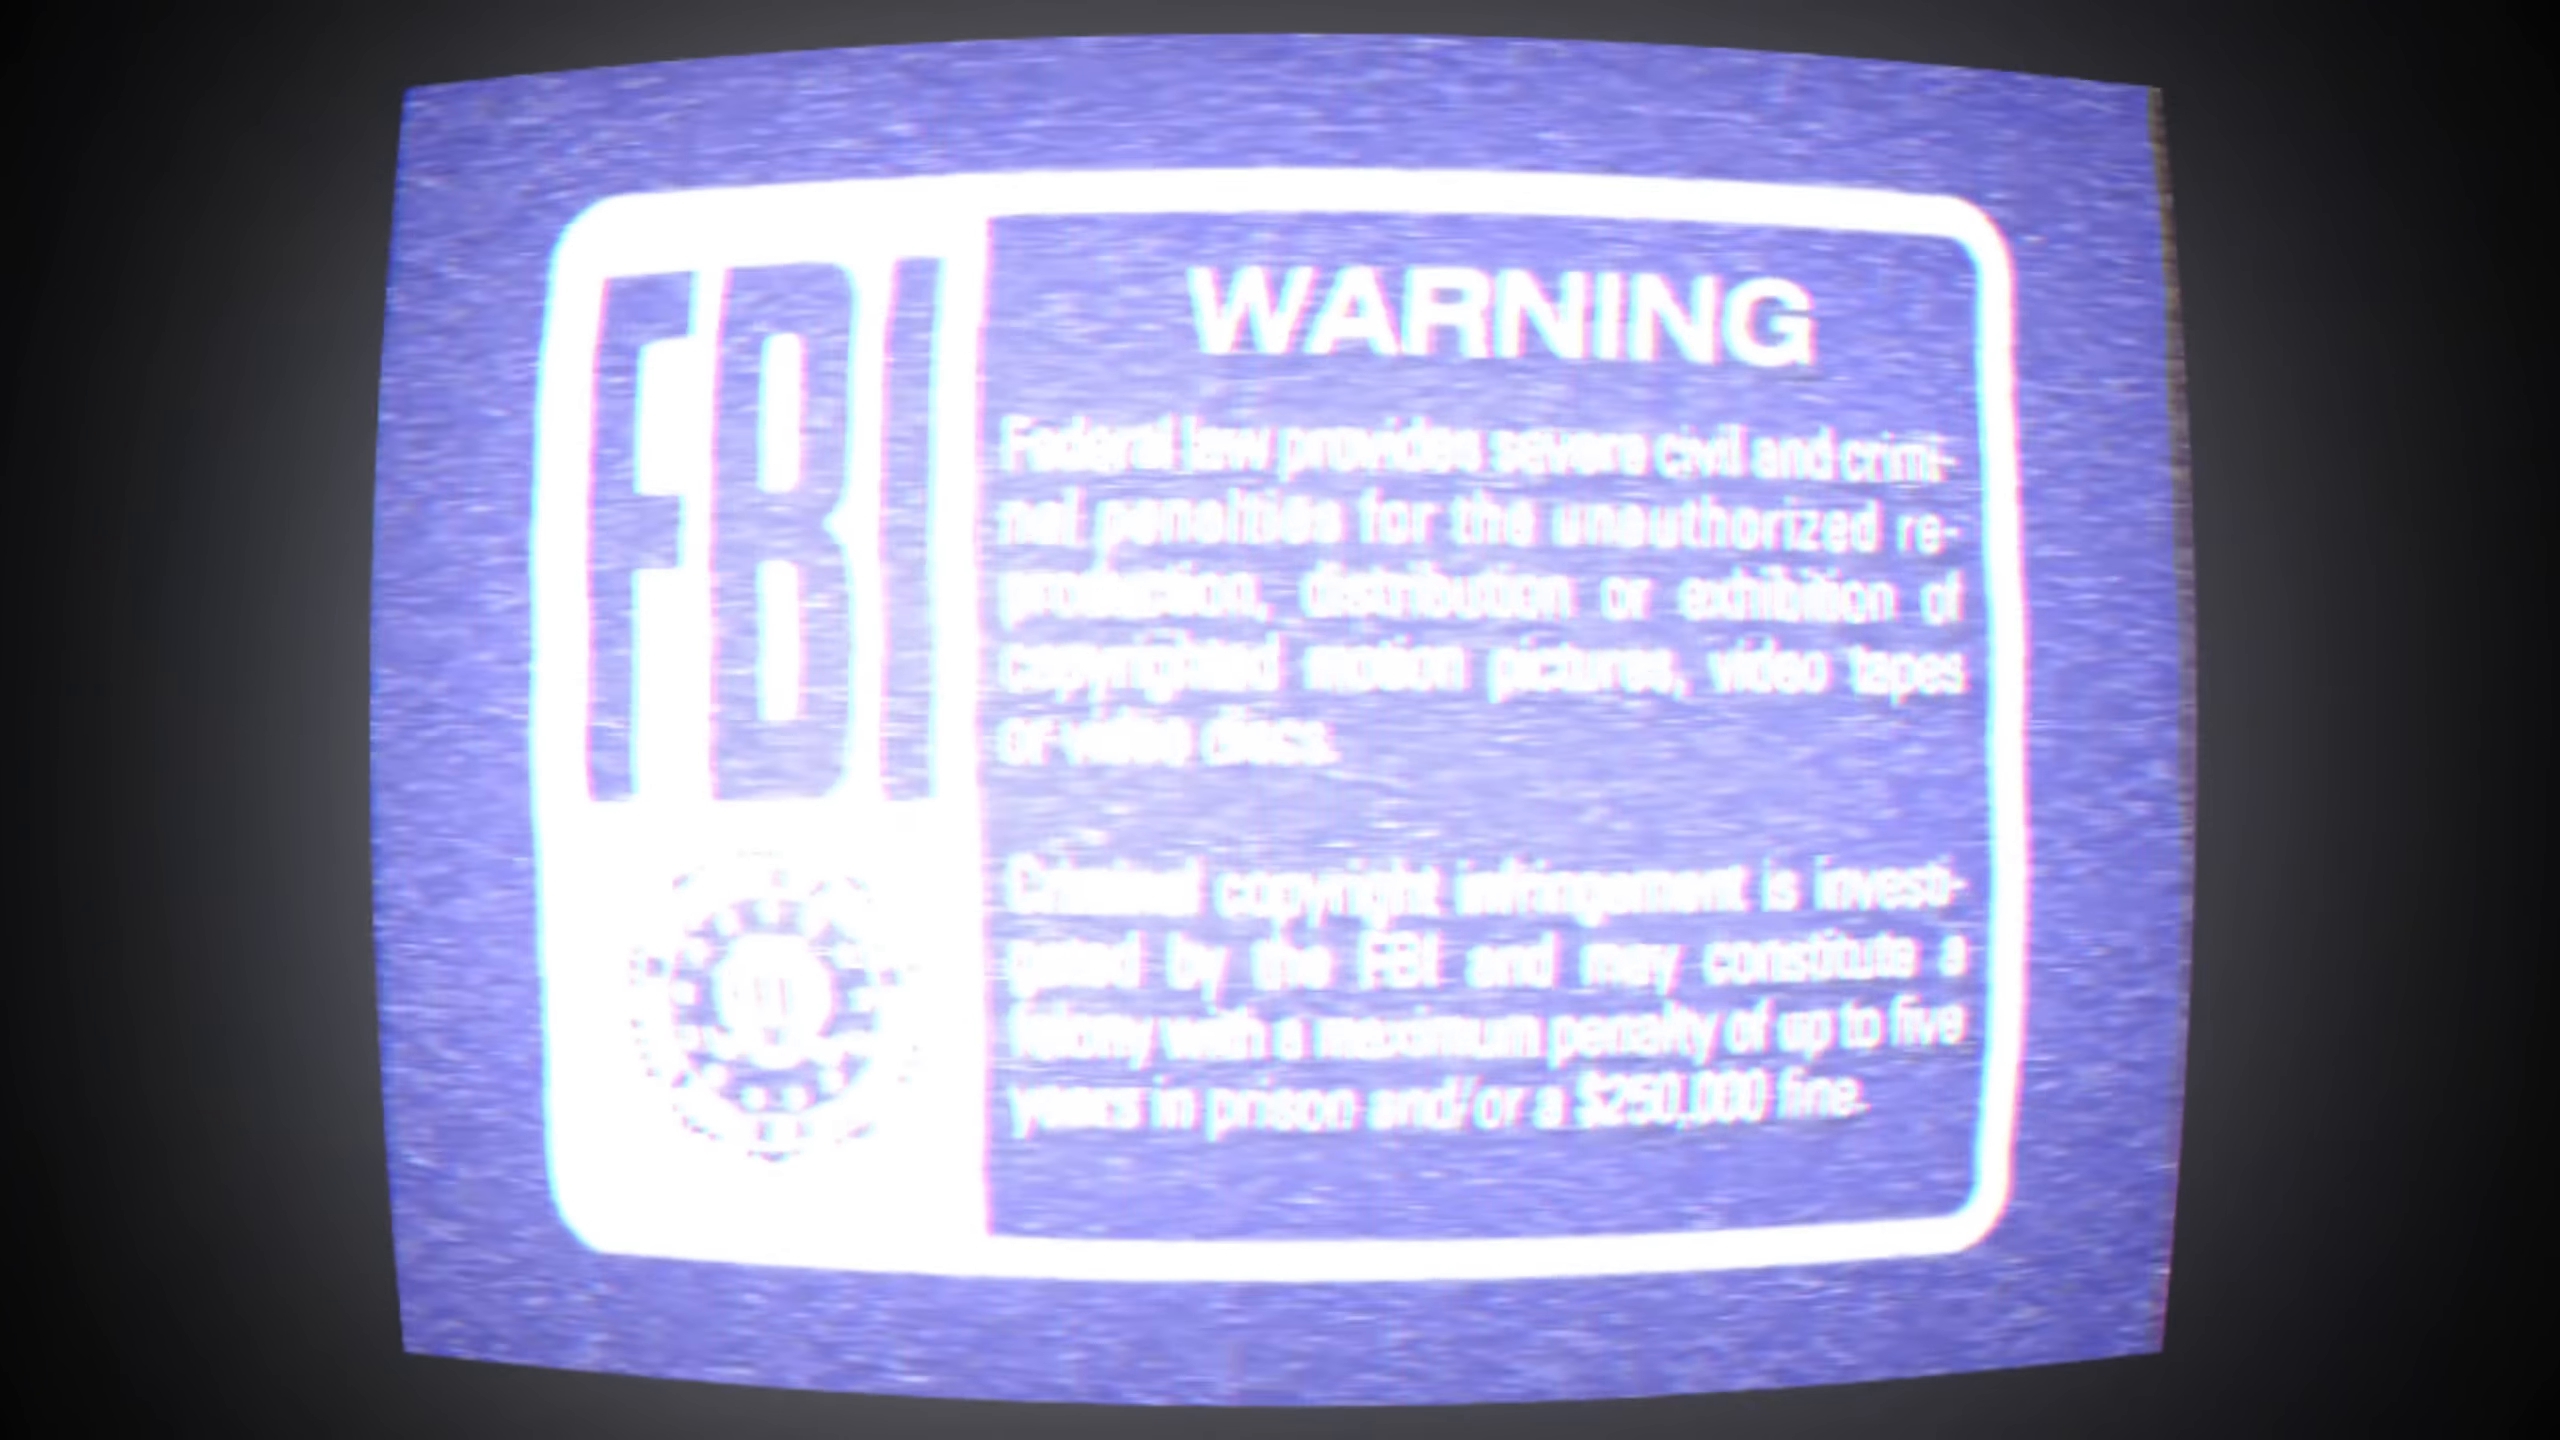 FBI
WARNING
Federal law provides severe civil and crimi-
nal penalties for the unauthorized re-
production, distribution or exhibition of
copyrighted motion pictures, video tapes
or video discs.
Criminal copyright infringement is investi-
gated by the FBI and may constitute a
felony with a maximum penalty of up to five
years in prison and/or a $250,000 fine.